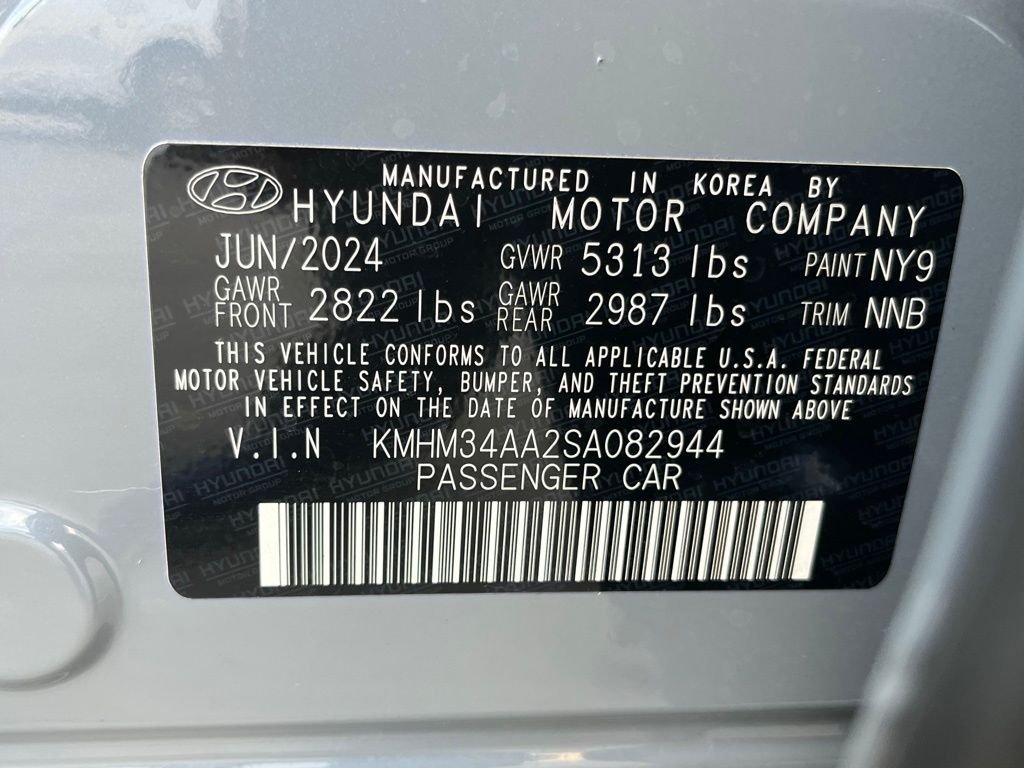 MANUFACTURED IN KOREA BY
HYUNDAI MOTOR COMPANY
JUN/2024 GVWR 5313 lbs PAINT NY9
GAWR FRONT 2822 lbs GAWR REAR 2987 lbs TRIM NNB
THIS VEHICLE CONFORMS TO ALL APPLICABLE U.S.A. FEDERAL
MOTOR VEHICLE SAFETY, BUMPER, AND THEFT PREVENTION STANDARDS
IN EFFECT ON THE DATE OF MANUFACTURE SHOWN ABOVE
V.I.N KMHM34AA2SA082944
PASSENGER CAR